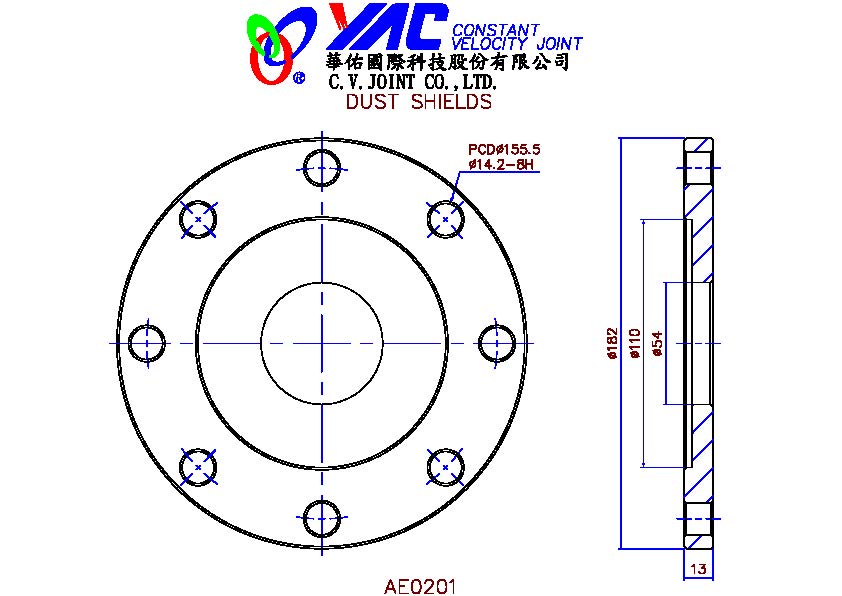 YAC CONSTANT
VELOCITY JOINT
®
華佑國際科技股份有限公司
C.V.JOINT CO.,LTD.
DUST SHIELDS
PCDø155.5
ø14.2-8H
ø182
ø110
ø54
13
AE0201